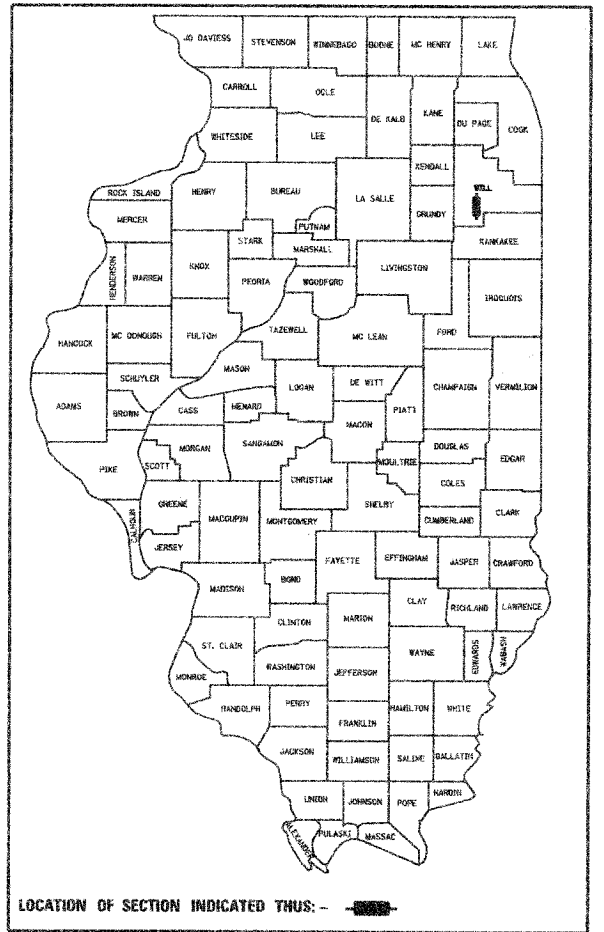 JO DAVIESS STEVENSON WINNEBAGO BOONE MC HENRY LAKE
CARROLL OGLE
DE KALB KANE DU PAGE COOK
WHITESIDE LEE
KENDALL
ROCK ISLAND HENRY BUREAU LA SALLE GRUNDY WILL
MERCER PUTNAM
STARK MARSHALL KANKAKEE
HENDERSON WARREN KNOX PEORIA WOODFORD LIVINGSTON IROQUOIS
HANCOCK MC DONOUGH FULTON TAZEWELL MC LEAN FORD
SCHUYLER MASON LOGAN DE WITT CHAMPAIGN VERMILION
ADAMS BROWN CASS MENARD MACON PIATT
PIKE SCOTT MORGAN SANGAMON MOULTRIE DOUGLAS EDGAR
CHRISTIAN COLES
CALHOUN GREENE MACOUPIN MONTGOMERY SHELBY CUMBERLAND CLARK
JERSEY FAYETTE EFFINGHAM JASPER CRAWFORD
MADISON BOND
CLAY RICHLAND LAWRENCE
CLINTON MARION
ST. CLAIR WAYNE EDWARDS WABASH
WASHINGTON JEFFERSON
MONROE
RANDOLPH PERRY HAMILTON WHITE
FRANKLIN
JACKSON WILLIAMSON SALINE GALLATIN
UNION JOHNSON POPE HARDIN
ALEXANDER PULASKI MASSAC
LOCATION OF SECTION INDICATED THUS: -